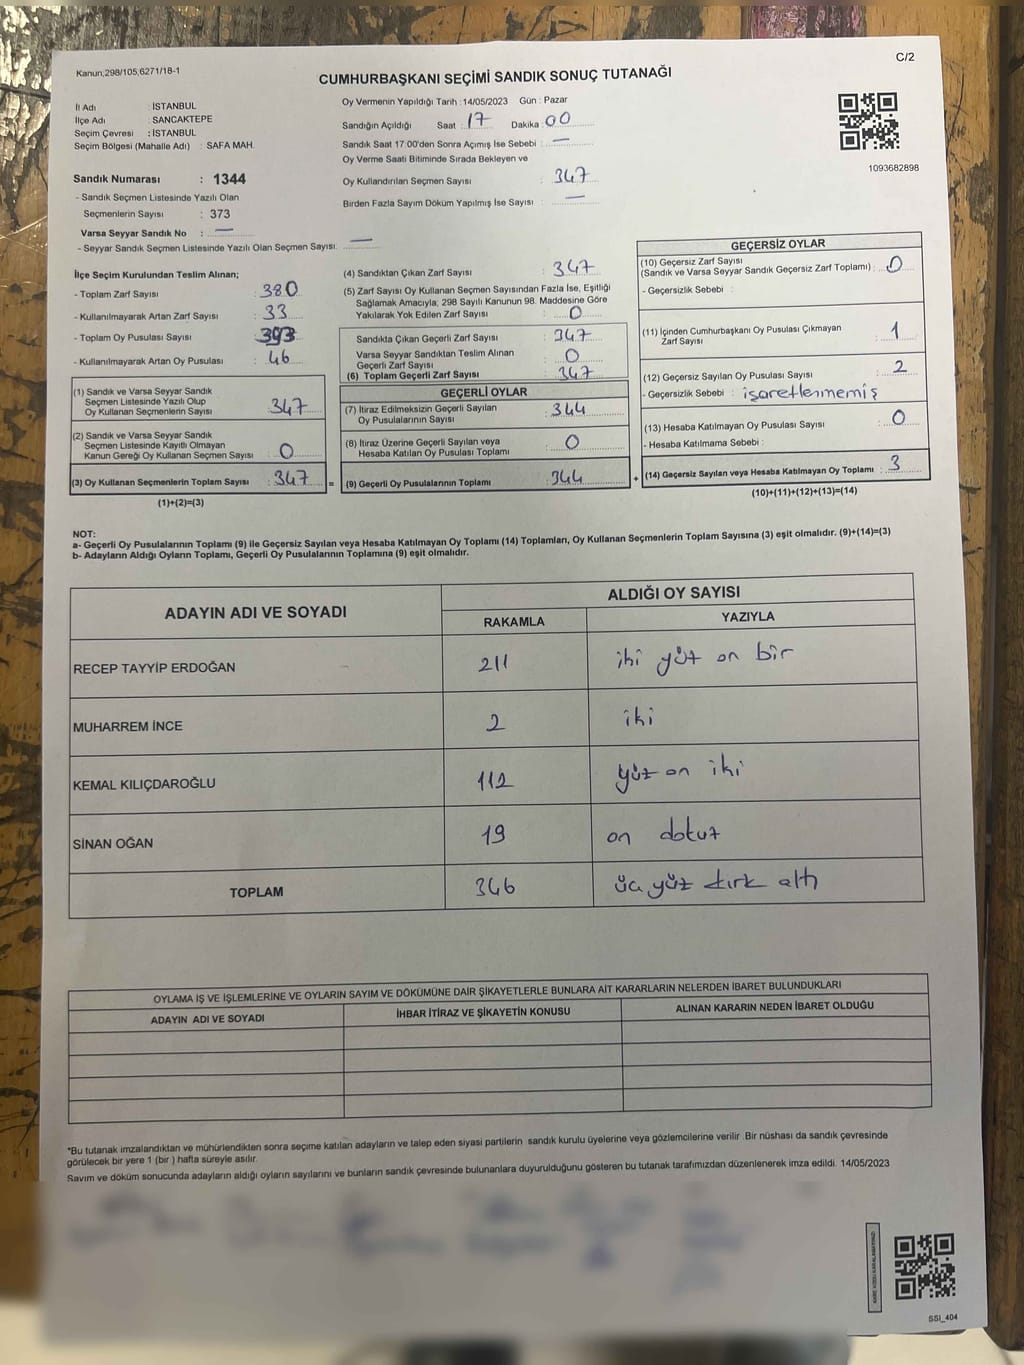 Kanun;298/105,6271/18-1
C/2
CUMHURBAŞKANI SEÇİMİ SANDIK SONUÇ TUTANAĞI
İl Adı : İSTANBUL
İlçe Adı : SANCAKTEPE
Seçim Çevresi : İSTANBUL
Seçim Bölgesi (Mahalle Adı) : SAFA MAH.
Sandık Numarası : 1344
- Sandık Seçmen Listesinde Yazılı Olan
Seçmenlerin Sayısı : 373
Varsa Seyyar Sandık No : —
- Seyyar Sandık Seçmen Listesinde Yazılı Olan Seçmen Sayısı: —
Oy Vermenin Yapıldığı Tarih :14/05/2023 Gün : Pazar
Sandığın Açıldığı Saat : 17 Dakika : 00
Sandık Saat 17:00'den Sonra Açımış İse Sebebi : —
Oy Verme Saati Bitiminde Sırada Bekleyen ve
Oy Kullandırılan Seçmen Sayısı : 347
Birden Fazla Sayım Döküm Yapılmış İse Sayısı : —
1093682898
İlçe Seçim Kurulundan Teslim Alınan;
- Toplam Zarf Sayısı : 380
- Kullanılmayarak Artan Zarf Sayısı : 33
- Toplam Oy Pusulası Sayısı : 393
- Kullanılmayarak Artan Oy Pusulası : 46
(1) Sandık ve Varsa Seyyar Sandık
Seçmen Listesinde Yazılı Olup
Oy Kullanan Seçmenlerin Sayısı : 347
(2) Sandık ve Varsa Seyyar Sandık
Seçmen Listesinde Kayıtlı Olmayan
Kanun Gereği Oy Kullanan Seçmen Sayısı : 0
(3) Oy Kullanan Seçmenlerin Toplam Sayısı : 347 =
(1)+(2)=(3)
(4) Sandıktan Çıkan Zarf Sayısı : 347
(5) Zarf Sayısı Oy Kullanan Seçmen Sayısından Fazla İse, Eşitliği
Sağlamak Amacıyla; 298 Sayılı Kanunun 98. Maddesine Göre
Yakılarak Yok Edilen Zarf Sayısı : 0
Sandıkta Çıkan Geçerli Zarf Sayısı : 347
Varsa Seyyar Sandıktan Teslim Alınan
Geçerli Zarf Sayısı : 0
(6) Toplam Geçerli Zarf Sayısı : 347
GEÇERLİ OYLAR
(7) İtiraz Edilmeksizin Geçerli Sayılan
Oy Pusulalarının Sayısı : 344
(8) İtiraz Üzerine Geçerli Sayılan veya
Hesaba Katılan Oy Pusulası Toplamı : 0
(9) Geçerli Oy Pusulalarının Toplamı : 344 +
GEÇERSİZ OYLAR
(10) Geçersiz Zarf Sayısı
(Sandık ve Varsa Seyyar Sandık Geçersiz Zarf Toplamı) : 0
- Geçersizlik Sebebi :
(11) İçinden Cumhurbaşkanı Oy Pusulası Çıkmayan
Zarf Sayısı : 1
(12) Geçersiz Sayılan Oy Pusulası Sayısı : 2
- Geçersizlik Sebebi : işaretlenmemiş
(13) Hesaba Katılmayan Oy Pusulası Sayısı : 0
- Hesaba Katılmama Sebebi :
(14) Geçersiz Sayılan veya Hesaba Katılmayan Oy Toplamı : 3
(10)+(11)+(12)+(13)=(14)
NOT:
a- Geçerli Oy Pusulalarının Toplamı (9) ile Geçersiz Sayılan veya Hesaba Katılmayan Oy Toplamı (14) Toplamları, Oy Kullanan Seçmenlerin Toplam Sayısına (3) eşit olmalıdır. (9)+(14)=(3)
b- Adayların Aldığı Oyların Toplamı, Geçerli Oy Pusulalarının Toplamına (9) eşit olmalıdır.
ADAYIN ADI VE SOYADI
ALDIĞI OY SAYISI
RAKAMLA YAZIYLA
RECEP TAYYİP ERDOĞAN 211 iki yüz on bir
MUHARREM İNCE 2 iki
KEMAL KILIÇDAROĞLU 112 yüz on iki
SİNAN OĞAN 19 on dokuz
TOPLAM 346 üç yüz kırk altı
OYLAMA İŞ VE İŞLEMLERİNE VE OYLARIN SAYIM VE DÖKÜMÜNE DAİR ŞİKAYETLERLE BUNLARA AİT KARARLARIN NELERDEN İBARET BULUNDUKLARI
ADAYIN ADI VE SOYADI İHBAR İTİRAZ VE ŞİKAYETİN KONUSU ALINAN KARARIN NEDEN İBARET OLDUĞU
*Bu tutanak imzalandıktan ve mühürlendikten sonra seçime katılan adayların ve talep eden siyasi partilerin sandık kurulu üyelerine veya gözlemcilerine verilir .Bir nüshası da sandık çevresinde
görülecek bir yere 1 (bir ) hafta süreyle asılır.
Sayım ve döküm sonucunda adayların aldığı oyların sayılarını ve bunların sandık çevresinde bulunanlara duyurulduğunu gösteren bu tutanak tarafımızdan düzenlenerek imza edildi. 14/05/2023
SSI_404